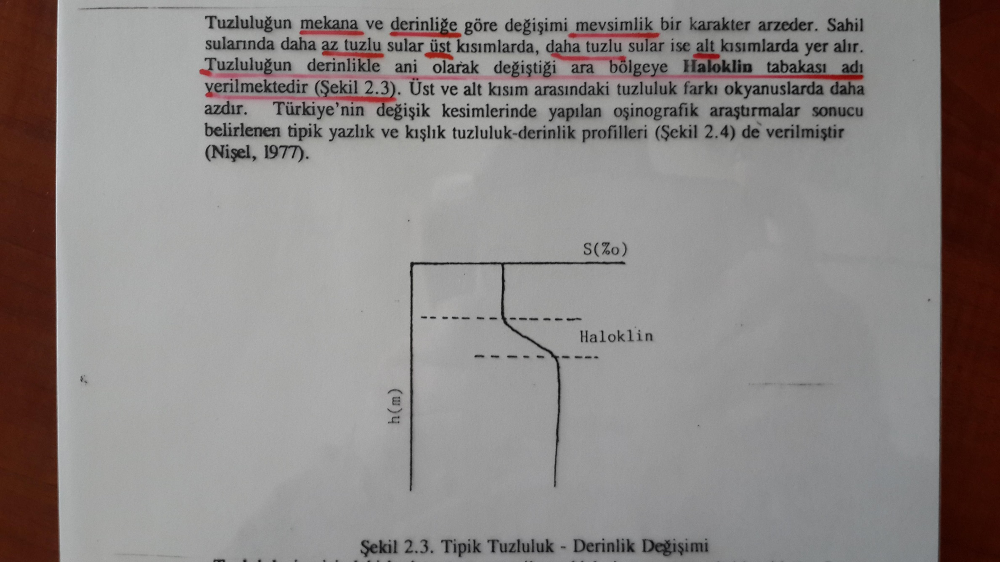 Tuzluluğun mekana ve derinliğe göre değişimi mevsimlik bir karakter arzeder. Sahil
sularında daha az tuzlu sular üst kısımlarda, daha tuzlu sular ise alt kısımlarda yer alır.
Tuzluluğun derinlikle ani olarak değiştiği ara bölgeye Haloklin tabakası adı
verilmektedir (Şekil 2.3). Üst ve alt kısım arasındaki tuzluluk farkı okyanuslarda daha
azdır. Türkiye'nin değişik kesimlerinde yapılan oşinografik araştırmalar sonucu
belirlenen tipik yazlık ve kışlık tuzluluk-derinlik profilleri (Şekil 2.4) de verilmiştir
(Nişel, 1977).
S(‰)
Haloklin
h(m)
Şekil 2.3. Tipik Tuzluluk - Derinlik Değişimi